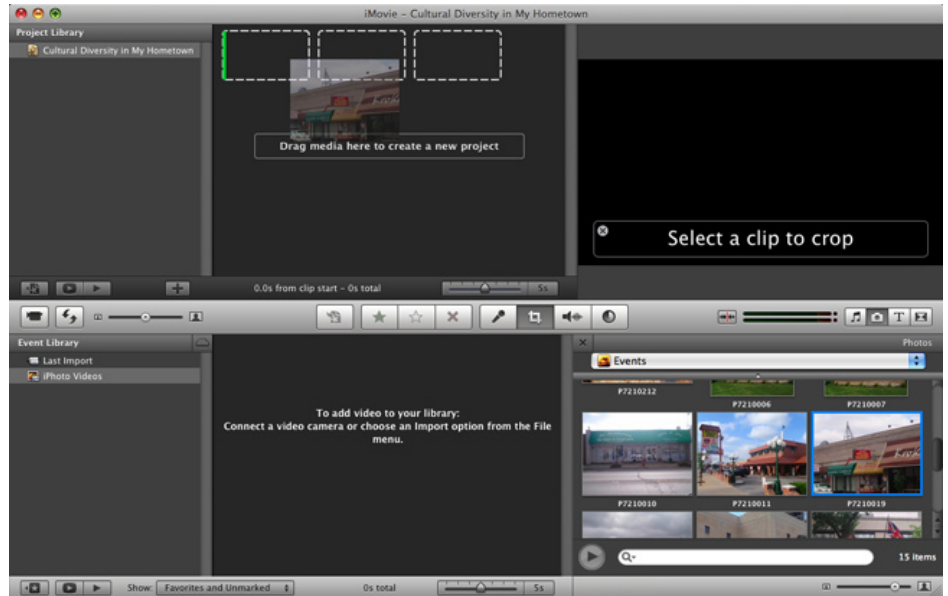 iMovie – Cultural Diversity in My Hometown
Project Library
Cultural Diversity in My Hometown
Drag media here to create a new project
Select a clip to crop
0.0s from clip start – 0s total
5s
Event Library
Last Import
iPhoto Videos
To add video to your library:
Connect a video camera or choose an Import option from the File
menu.
Photos
Events
P7210212
P7210006
P7210007
P7210010
P7210011
P7210019
15 items
Show: Favorites and Unmarked
0s total
5s